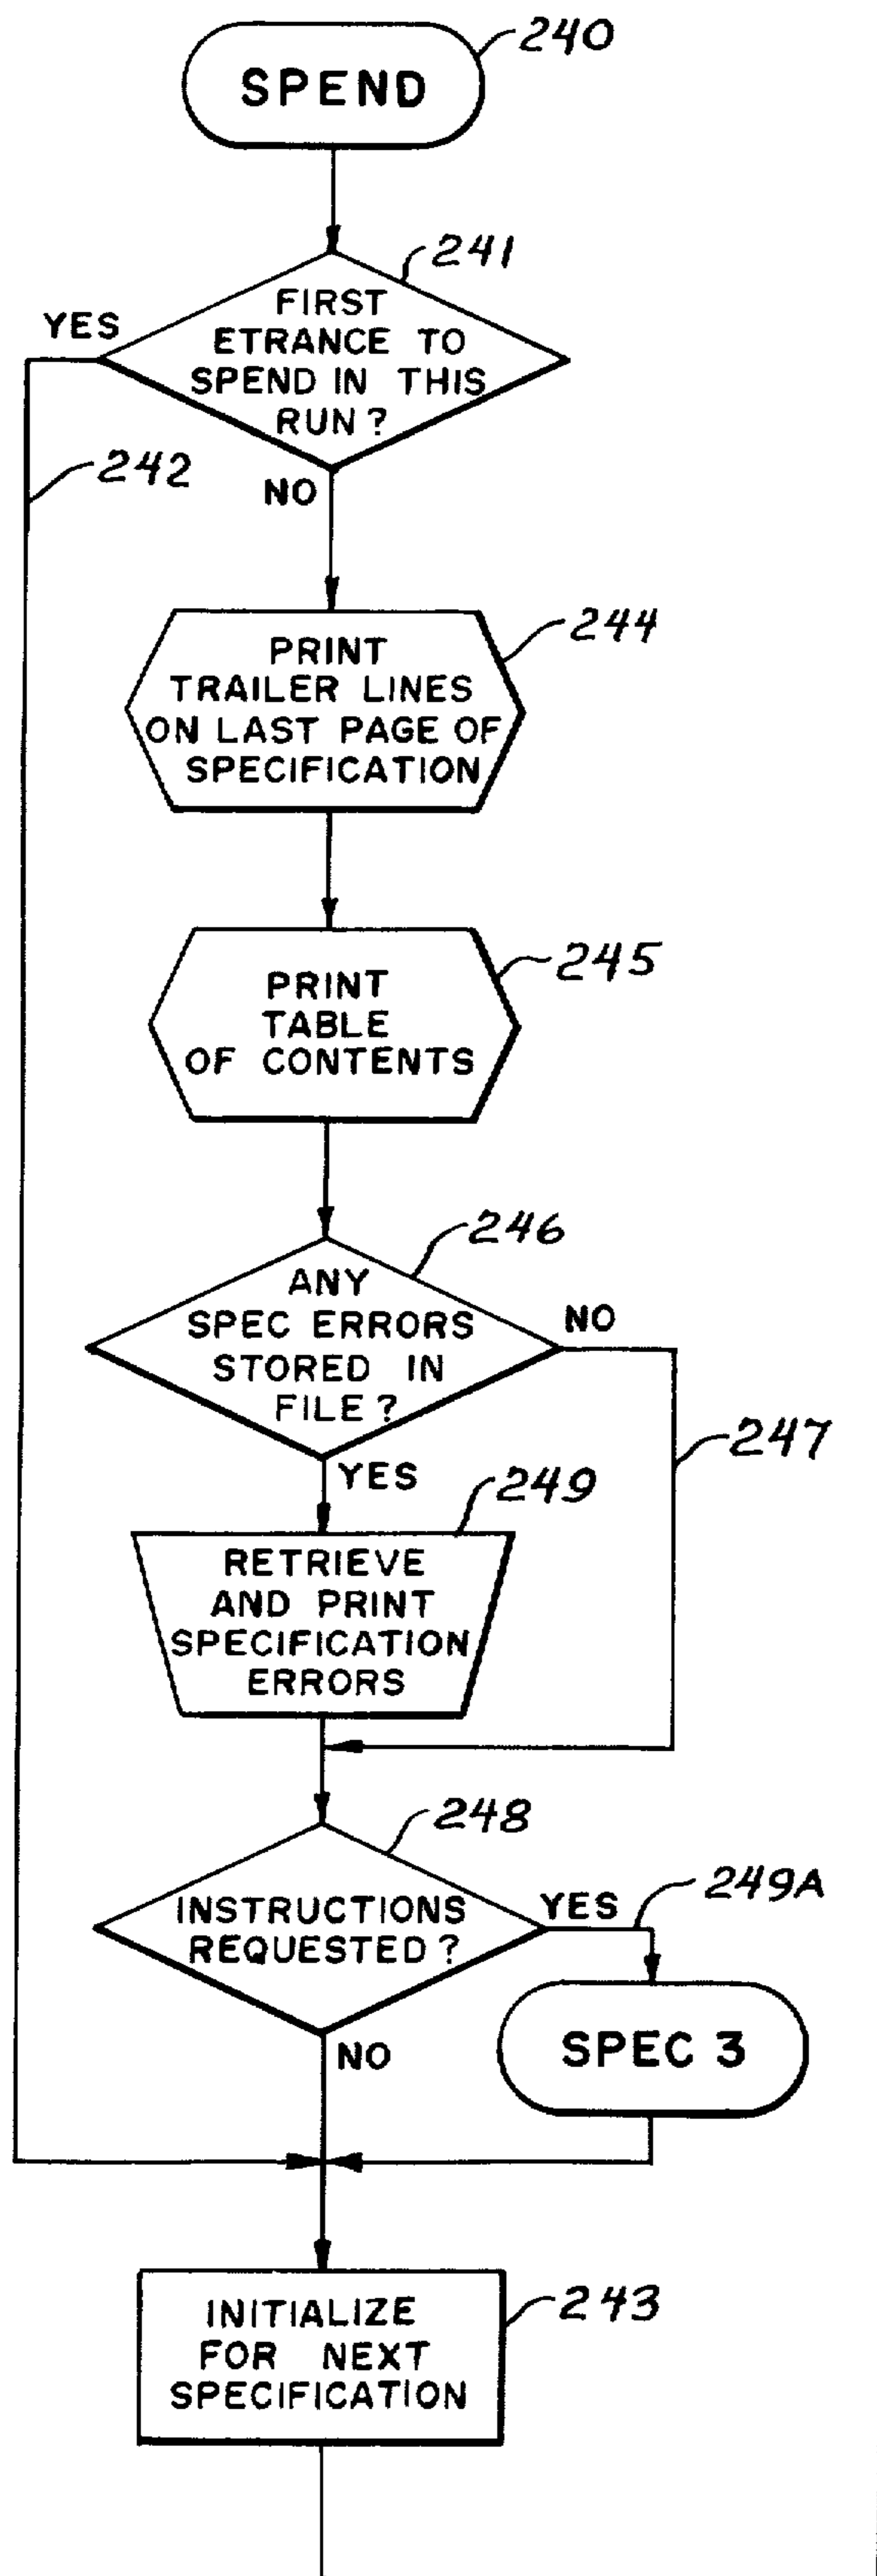 240
SPEND
241
FIRST
ETRANCE TO
SPEND IN THIS
RUN?
YES
242
NO
244
PRINT
TRAILER LINES
ON LAST PAGE OF
SPECIFICATION
245
PRINT
TABLE
OF CONTENTS
246
ANY
SPEC ERRORS
STORED IN
FILE?
NO
247
YES
249
RETRIEVE
AND PRINT
SPECIFICATION
ERRORS
248
INSTRUCTIONS
REQUESTED?
YES
249A
SPEC 3
NO
243
INITIALIZE
FOR NEXT
SPECIFICATION